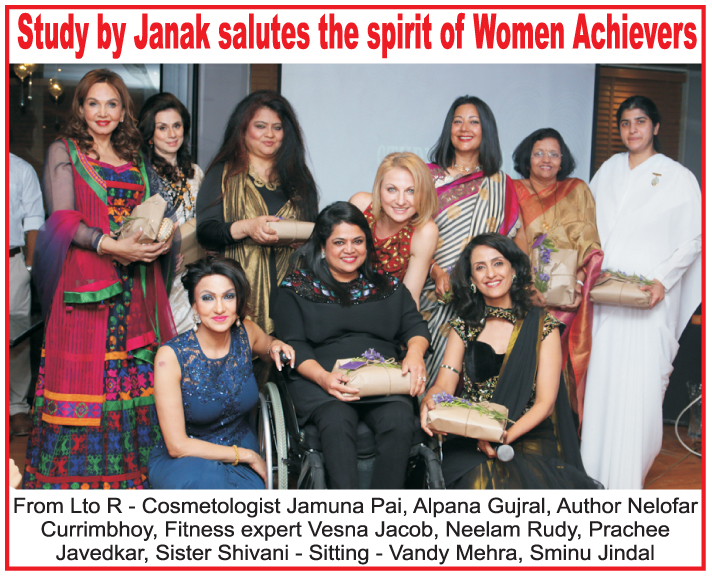 Study by Janak salutes the spirit of Women Achievers
From Lto R - Cosmetologist Jamuna Pai, Alpana Gujral, Author Nelofar
Currimbhoy, Fitness expert Vesna Jacob, Neelam Rudy, Prachee
Javedkar, Sister Shivani - Sitting - Vandy Mehra, Sminu Jindal